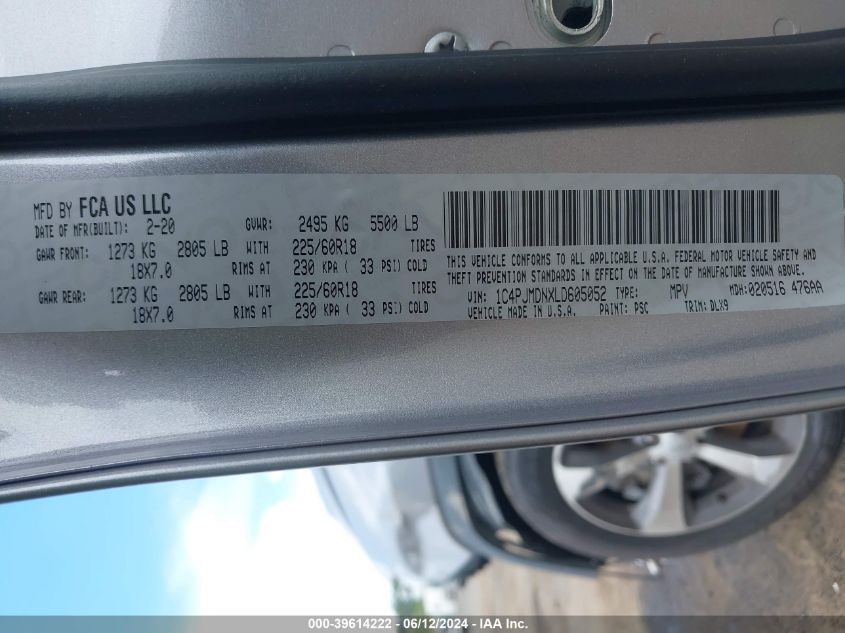 MFD BY FCA US LLC
DATE OF MFR(BUILT): 2-20 GVWR: 2495 KG 5500 LB
GAWR FRONT: 1273 KG 2805 LB WITH 225/60R18 TIRES
18X7.0 RIMS AT 230 KPA ( 33 PSI) COLD
GAWR REAR: 1273 KG 2805 LB WITH 225/60R18 TIRES
18X7.0 RIMS AT 230 KPA ( 33 PSI) COLD
THIS VEHICLE CONFORMS TO ALL APPLICABLE U.S.A. FEDERAL MOTOR VEHICLE SAFETY AND
THEFT PREVENTION STANDARDS IN EFFECT ON THE DATE OF MANUFACTURE SHOWN ABOVE.
VIN: 1C4PJMDNXLD605052 TYPE: MPV MDH:020516 476AA
VEHICLE MADE IN U.S.A. PAINT: PSC TRIM: DLX9
000-39614222 - 06/12/2024 - IAA Inc.